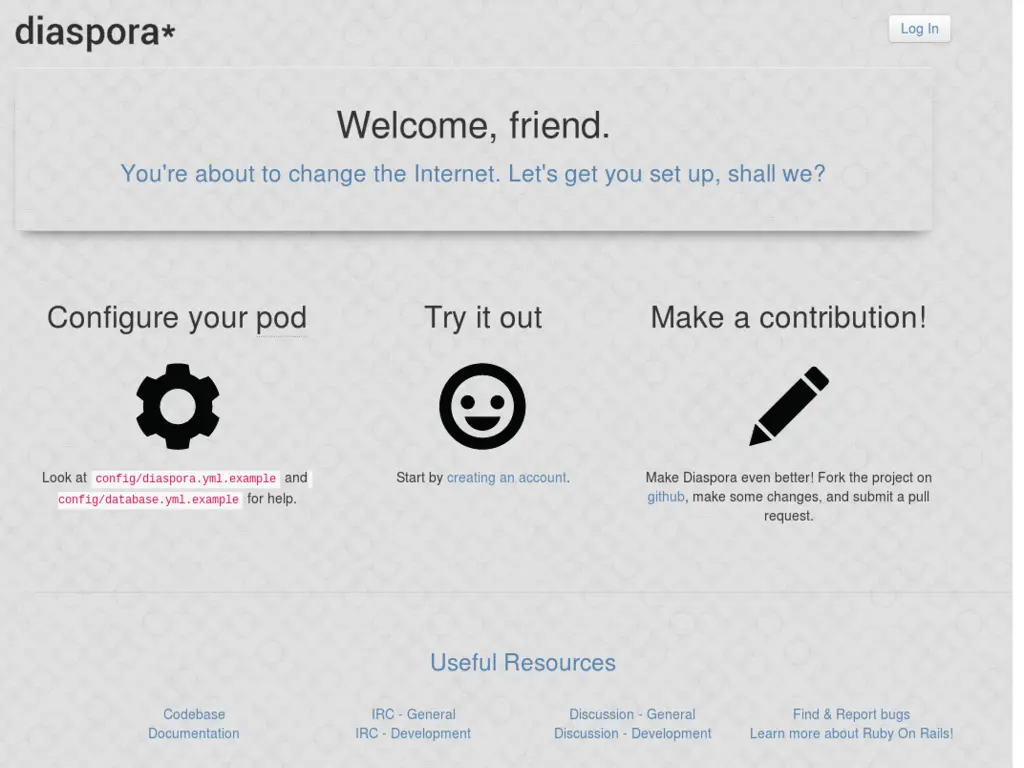 diaspora*
Log In
Welcome, friend.
You're about to change the Internet. Let's get you set up, shall we?
Configure your pod
Look at config/diaspora.yml.example and
config/database.yml.example for help.
Try it out
Start by creating an account.
Make a contribution!
Make Diaspora even better! Fork the project on
github, make some changes, and submit a pull
request.
Useful Resources
Codebase
Documentation
IRC - General
IRC - Development
Discussion - General
Discussion - Development
Find & Report bugs
Learn more about Ruby On Rails!